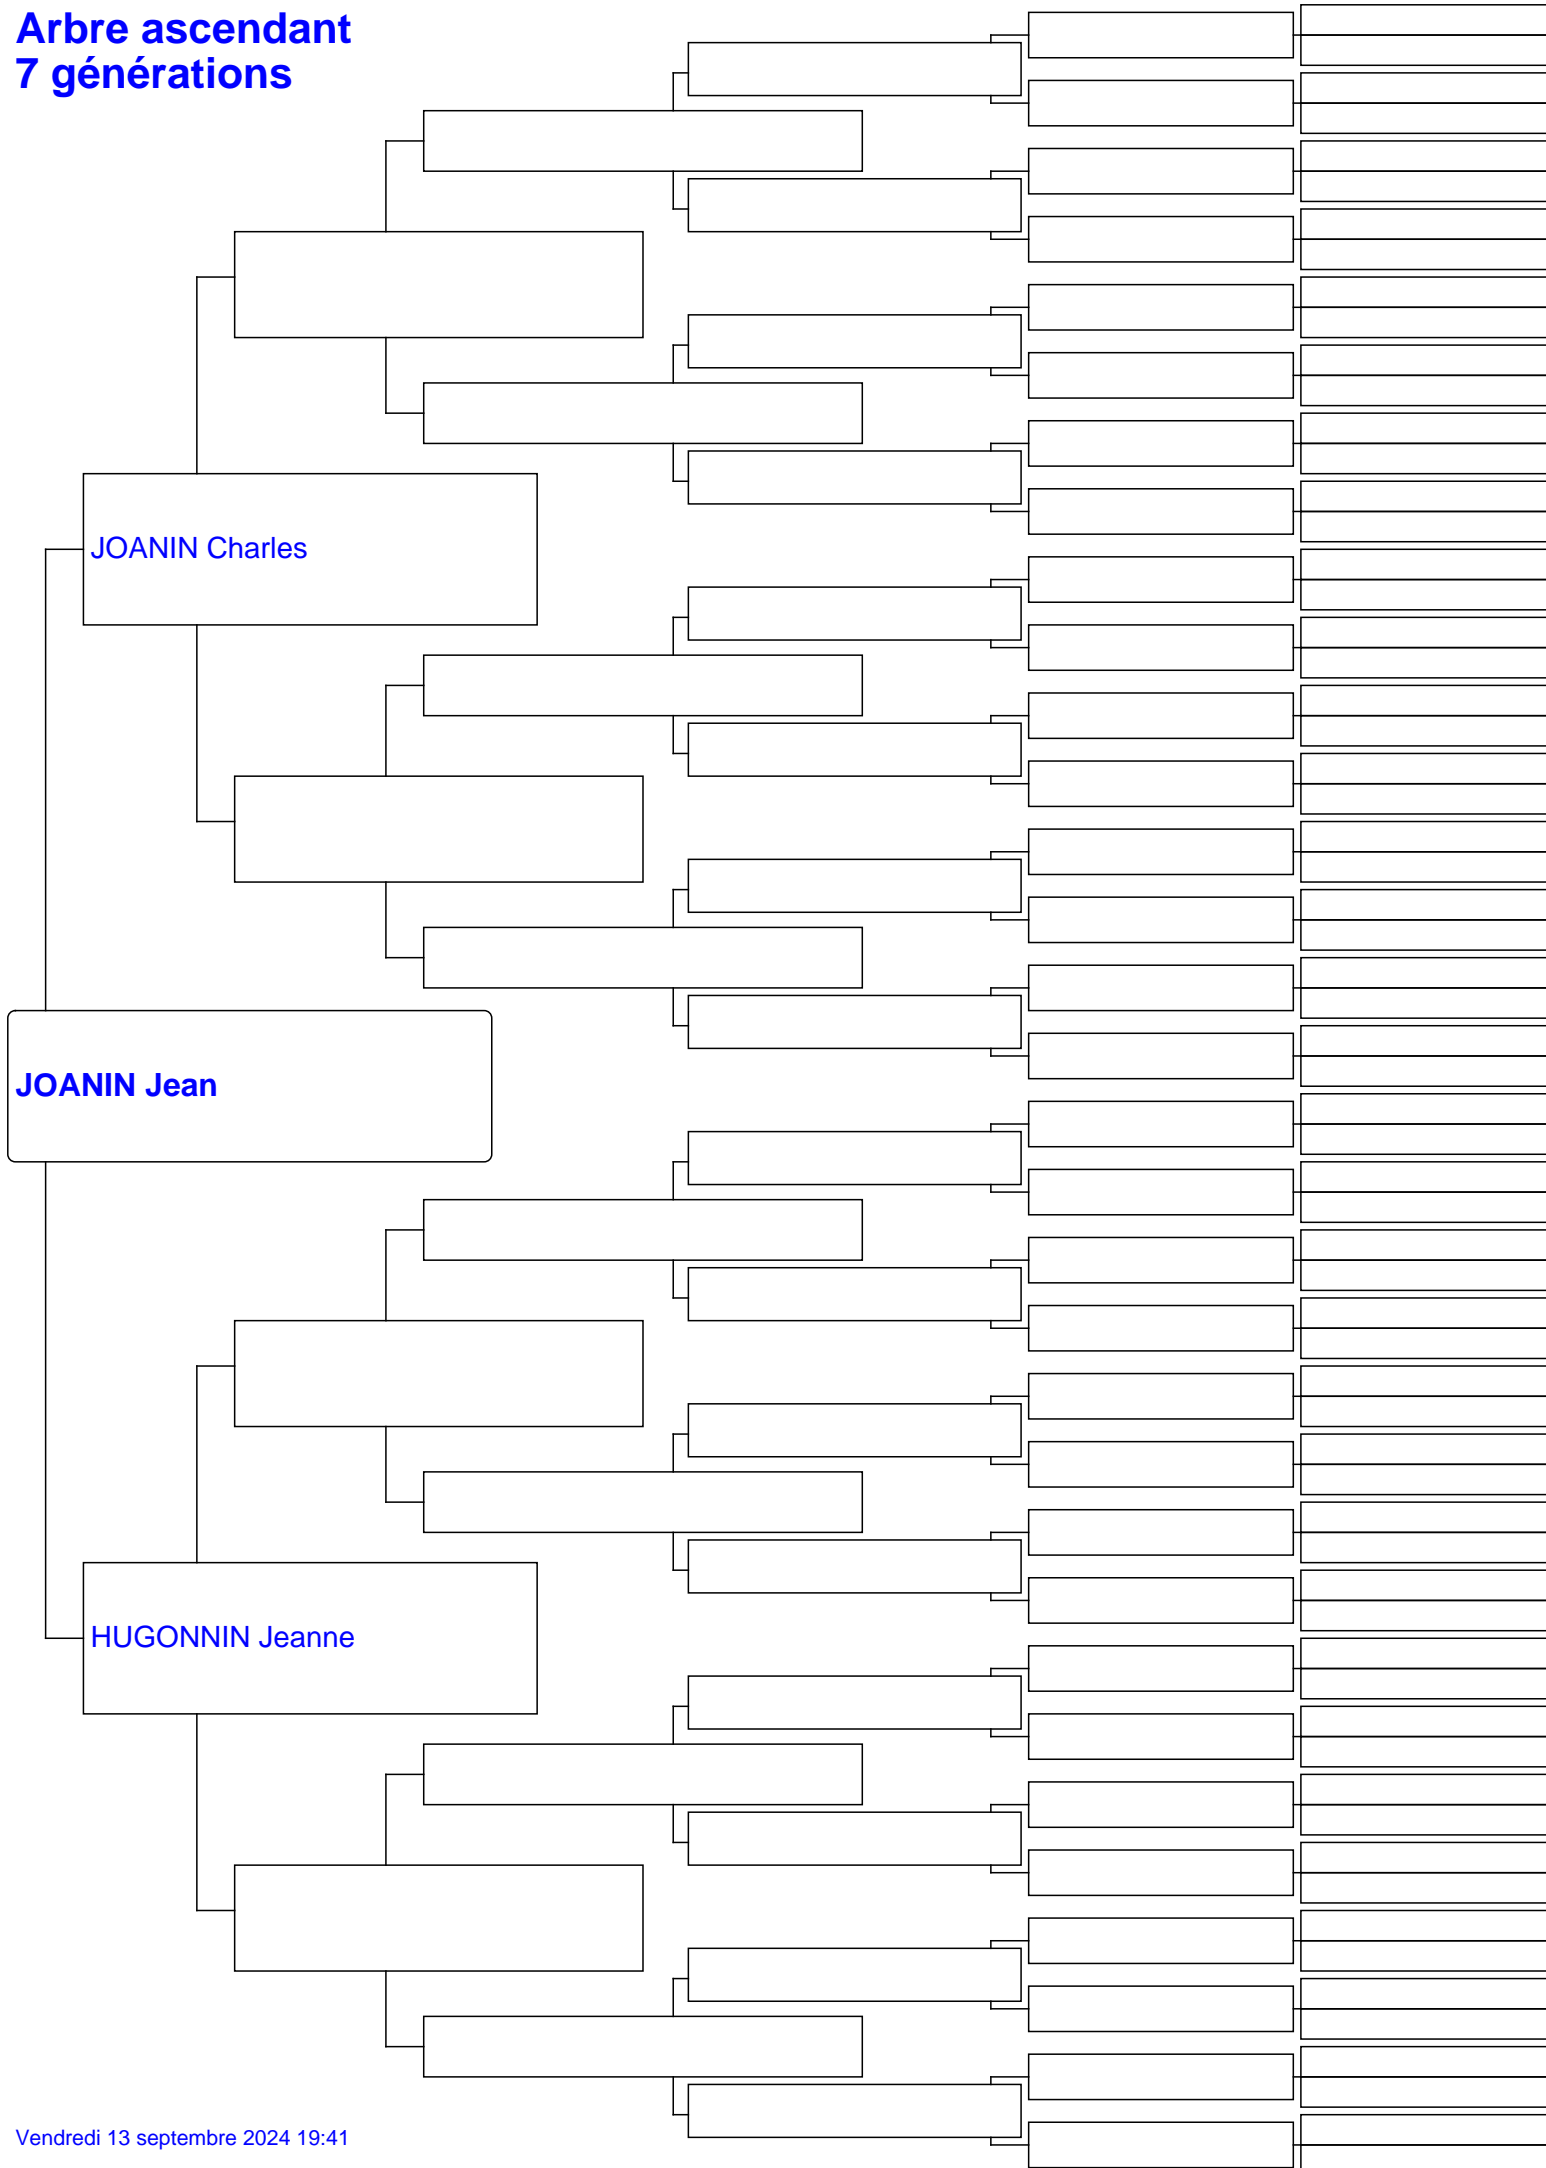 Arbre ascendant
7 générations
JOANIN Charles
JOANIN Jean
HUGONNIN Jeanne
Vendredi 13 septembre 2024 19:41